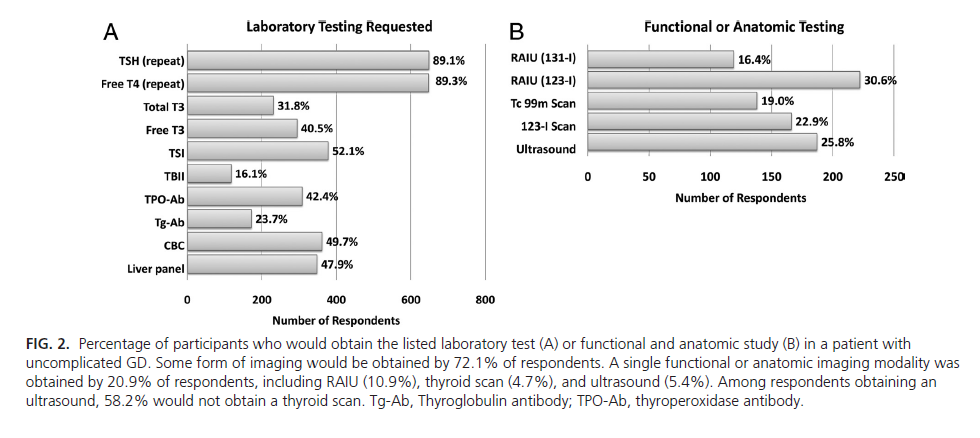 A
Laboratory Testing Requested
TSH (repeat) 89.1%
Free T4 (repeat) 89.3%
Total T3 31.8%
Free T3 40.5%
TSI 52.1%
TBII 16.1%
TPO-Ab 42.4%
Tg-Ab 23.7%
CBC 49.7%
Liver panel 47.9%
0 200 400 600 800
Number of Respondents
B
Functional or Anatomic Testing
RAIU (131-I) 16.4%
RAIU (123-I) 30.6%
Tc 99m Scan 19.0%
123-I Scan 22.9%
Ultrasound 25.8%
0 50 100 150 200 250
Number of Respondents
FIG. 2. Percentage of participants who would obtain the listed laboratory test (A) or functional and anatomic study (B) in a patient with
uncomplicated GD. Some form of imaging would be obtained by 72.1% of respondents. A single functional or anatomic imaging modality was
obtained by 20.9% of respondents, including RAIU (10.9%), thyroid scan (4.7%), and ultrasound (5.4%). Among respondents obtaining an
ultrasound, 58.2% would not obtain a thyroid scan. Tg-Ab, Thyroglobulin antibody; TPO-Ab, thyroperoxidase antibody.